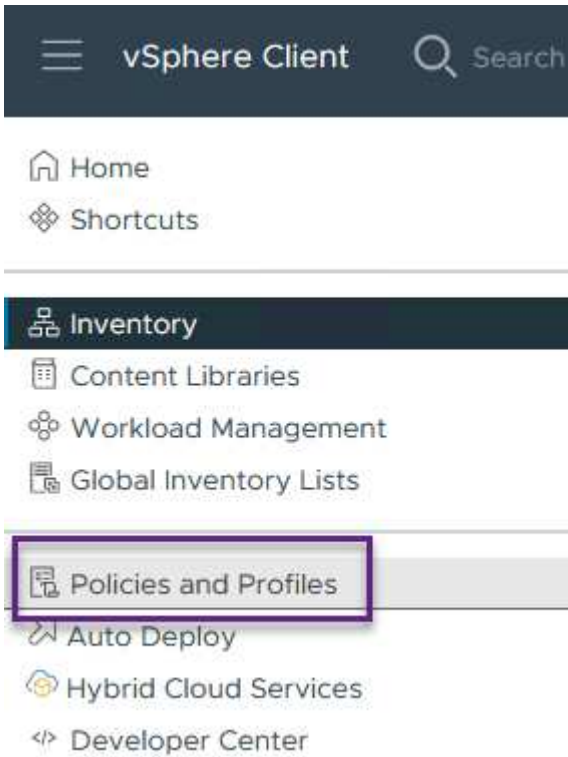 vSphere Client Search
Home
Shortcuts
Inventory
Content Libraries
Workload Management
Global Inventory Lists
Policies and Profiles
Auto Deploy
Hybrid Cloud Services
Developer Center